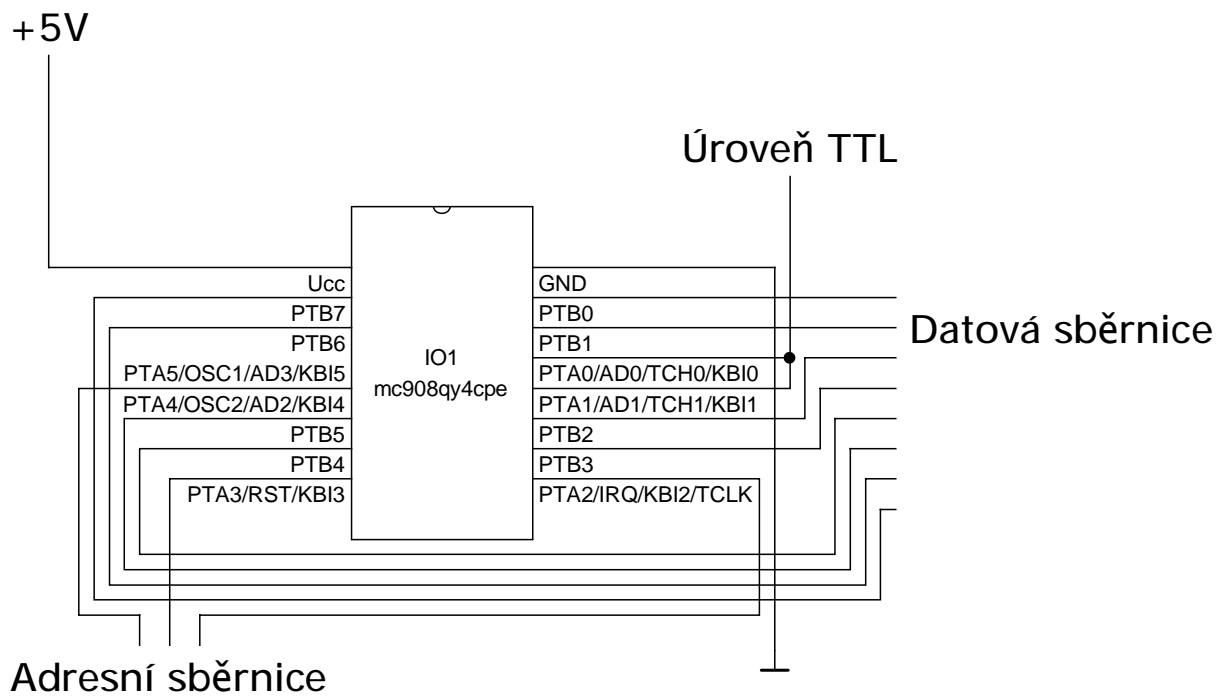 +5V
Úroveň TTL
Ucc
GND
PTB7
PTB0
PTB6
PTB1
PTA5/OSC1/AD3/KBI5
PTA0/AD0/TCH0/KBI0
PTA4/OSC2/AD2/KBI4
PTA1/AD1/TCH1/KBI1
PTB5
PTB2
PTB4
PTB3
PTA3/RST/KBI3
PTA2/IRQ/KBI2/TCLK
IO1
mc908qy4cpe
Datová sběrnice
Adresní sběrnice